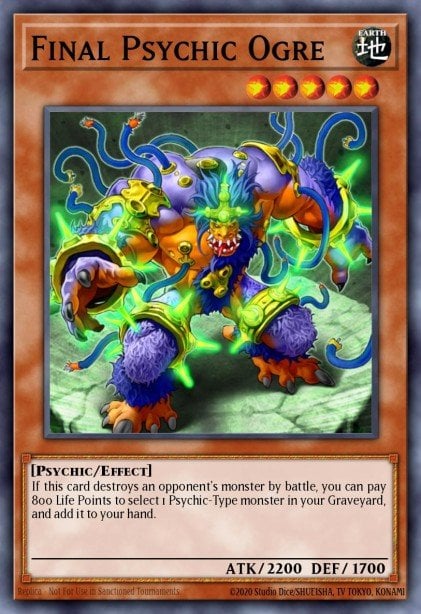 Final Psychic Ogre
EARTH
地
[Psychic/Effect]
If this card destroys an opponent's monster by battle, you can pay
800 Life Points to select 1 Psychic-Type monster in your Graveyard,
and add it to your hand.
ATK/2200 DEF/1700
Replica - Not For Use in Sanctioned Tournaments
©2020 Studio Dice/SHUEISHA, TV TOKYO, KONAMI